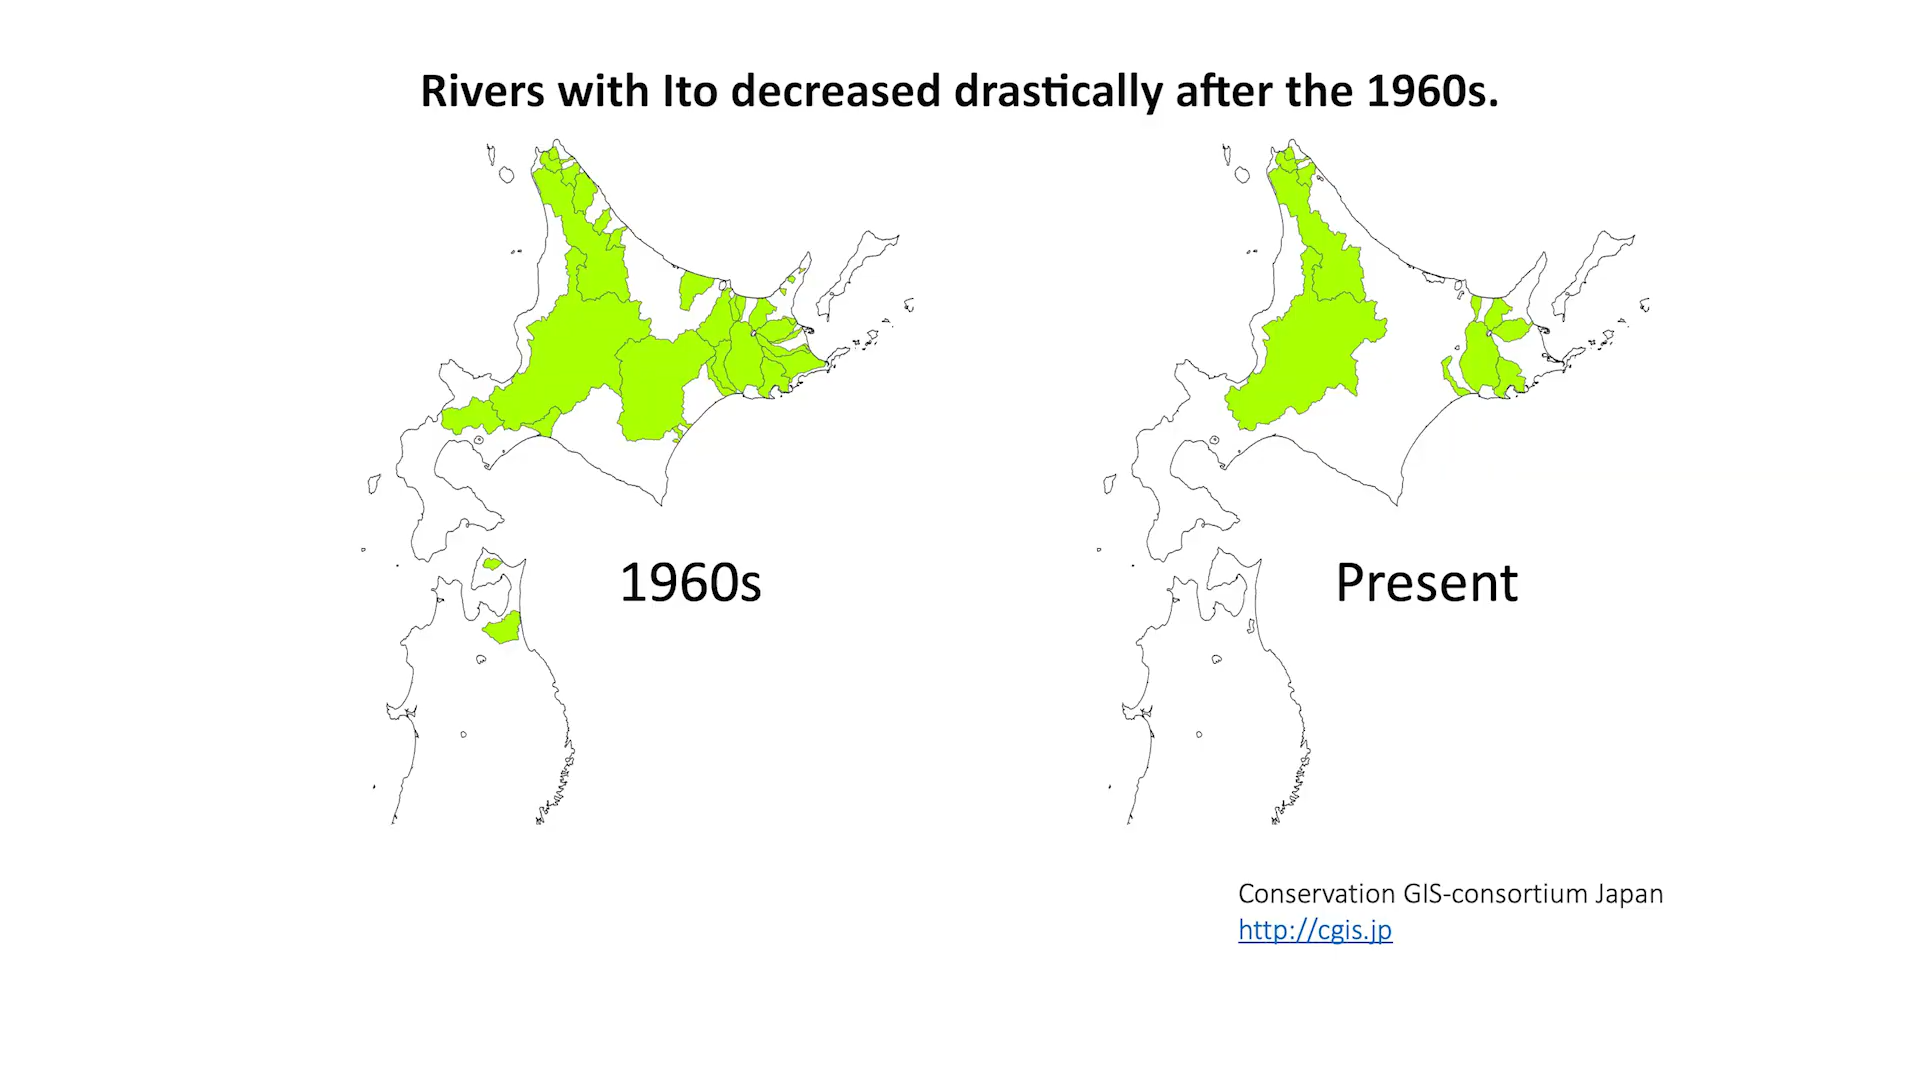 Rivers with Ito decreased drastically after the 1960s.
1960s
Present
Conservation GIS-consortium Japan
http://cgis.jp